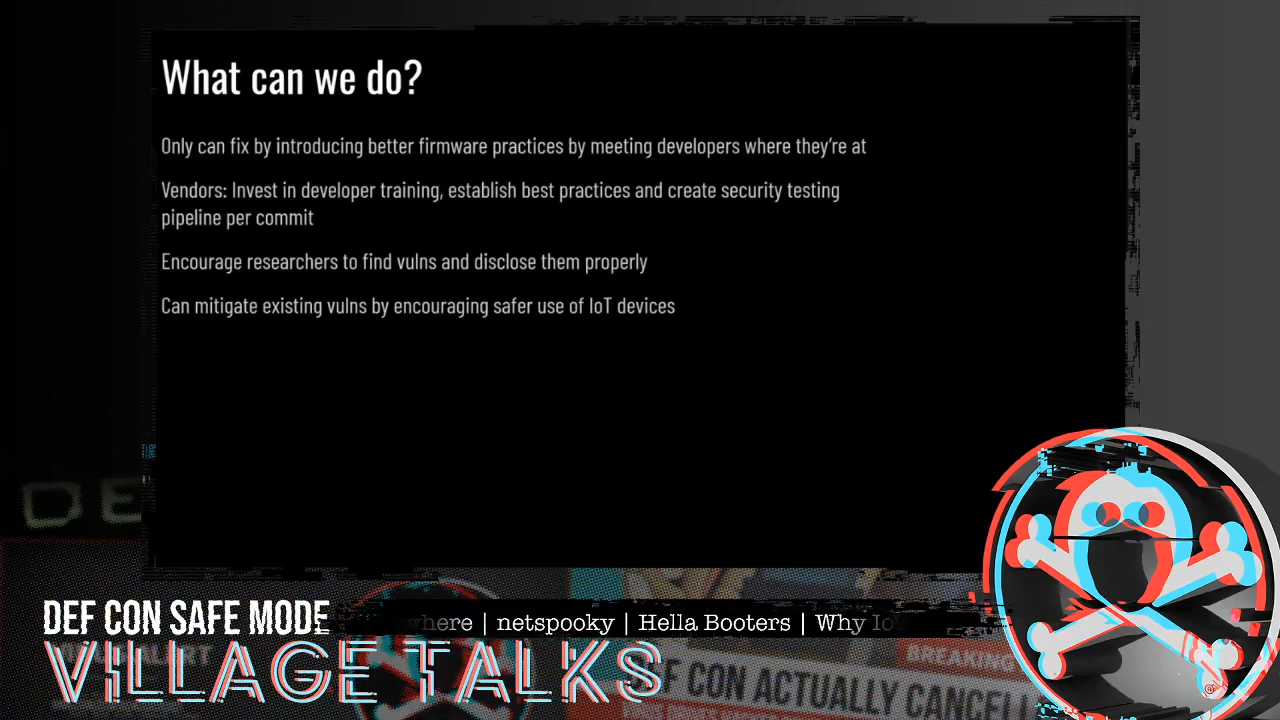 What can we do?
Only can fix by introducing better firmware practices by meeting developers where they're at
Vendors: Invest in developer training, establish best practices and create security testing
pipeline per commit
Encourage researchers to find vulns and disclose them properly
Can mitigate existing vulns by encouraging safer use of IoT devices
DE
DEF CON SAFE MODE
where | netspooky | Hella Booters | Why Io
VILLAGE TALKS
BREAKING
F CON ACTUALLY CANCELL